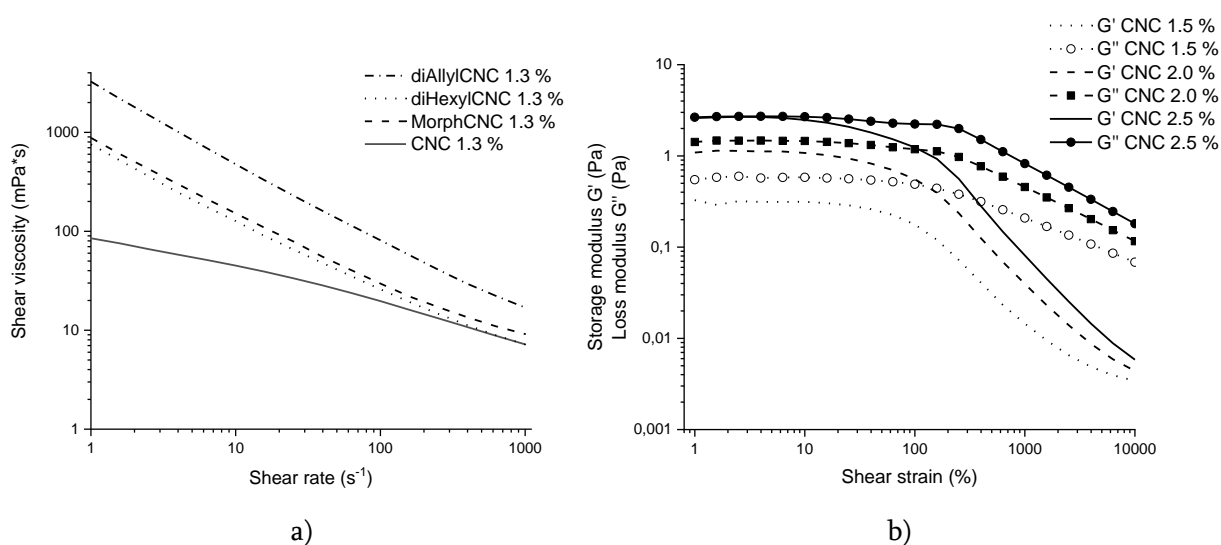 diAllylCNC 1.3 %
diHexylCNC 1.3 %
MorphCNC 1.3 %
CNC 1.3 %
Shear viscosity (mPa*s)
1000
100
10
1
1 10 100 1000
Shear rate (s⁻¹)
a)
G' CNC 1.5 %
G" CNC 1.5 %
G' CNC 2.0 %
G" CNC 2.0 %
G' CNC 2.5 %
G" CNC 2.5 %
Storage modulus G' (Pa)
Loss modulus G'' (Pa)
10
1
0,1
0,01
0,001
1 10 100 1000 10000
Shear strain (%)
b)